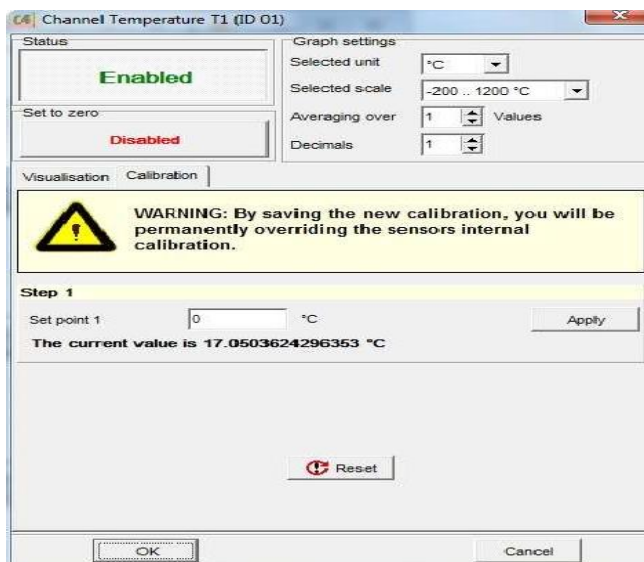 Channel Temperature T1 (ID 01)
Status
Enabled
Set to zero
Disabled
Graph settings
Selected unit °C
Selected scale -200 .. 1200 °C
Averaging over 1 Values
Decimals 1
Visualisation Calibration
WARNING: By saving the new calibration, you will be
permanently overriding the sensors internal
calibration.
Step 1
Set point 1 0 °C Apply
The current value is 17.0503624296353 °C
Reset
OK Cancel